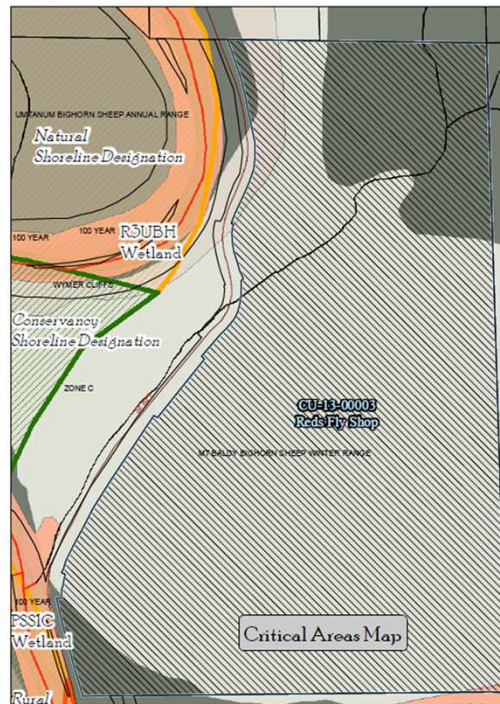 UMTANUM BIGHORN SHEEP ANNUAL RANGE
Natural
Shoreline Designation
100 YEAR
100 YEAR
R3UBH
Wetland
WYMER CLIFFS
Conservancy
Shoreline Designation
ZONE C
CU-13-00003
Reds Fly Shop
MT BALDY BIGHORN SHEEP WINTER RANGE
100 YEAR
PSS1C
Wetland
Critical Areas Map
Rural